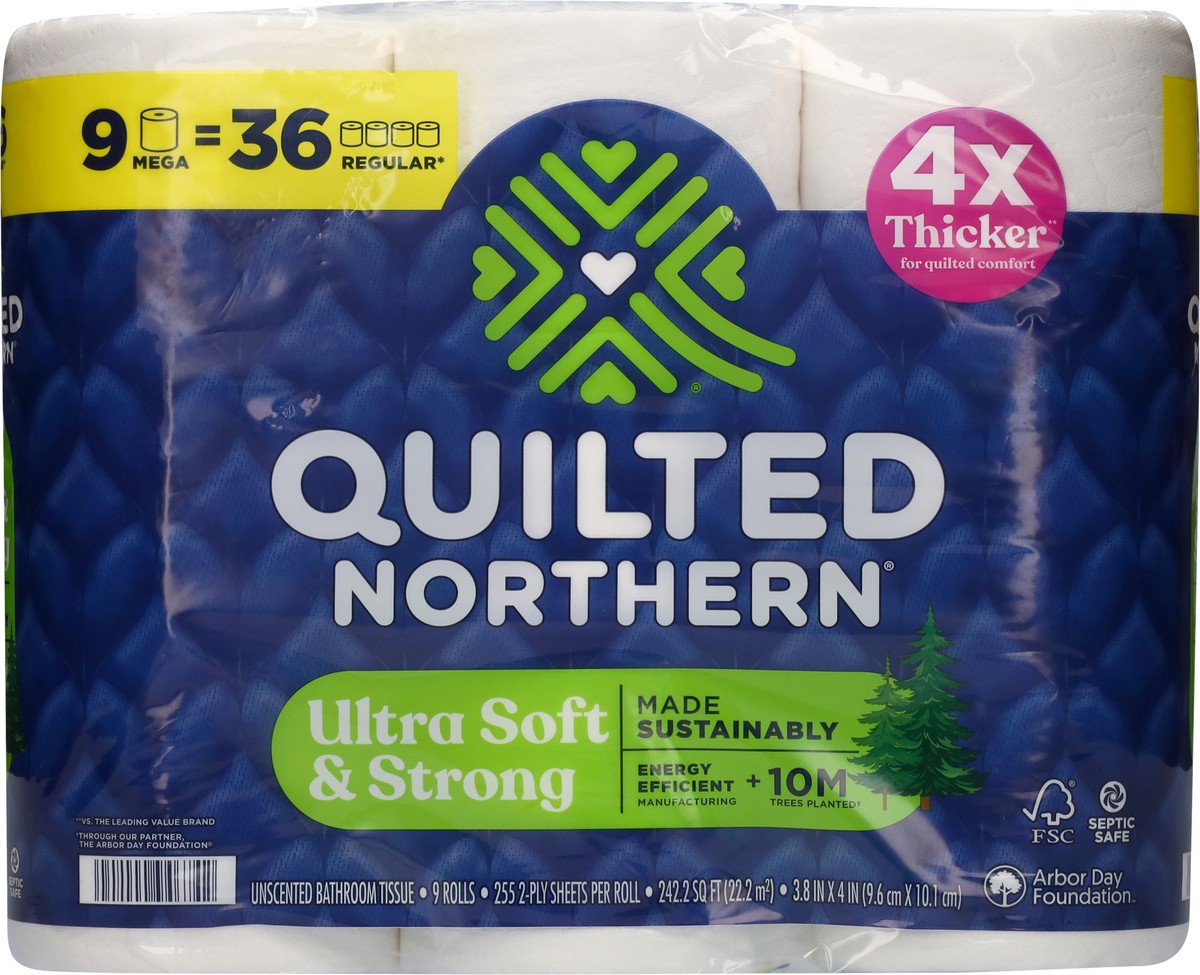 9 MEGA = 36 REGULAR*
4x
Thicker**
for quilted comfort
®
QUILTED
NORTHERN®
Ultra Soft
& Strong
MADE
SUSTAINABLY
ENERGY
EFFICIENT
MANUFACTURING
+ 10M
TREES PLANTED†
**VS. THE LEADING VALUE BRAND
†THROUGH OUR PARTNER,
THE ARBOR DAY FOUNDATION®
FSC®
SEPTIC
SAFE
UNSCENTED BATHROOM TISSUE • 9 ROLLS • 255 2-PLY SHEETS PER ROLL • 242.2 SQ FT (22.2 m²) • 3.8 IN X 4 IN (9.6 cm X 10.1 cm)
Arbor Day
Foundation